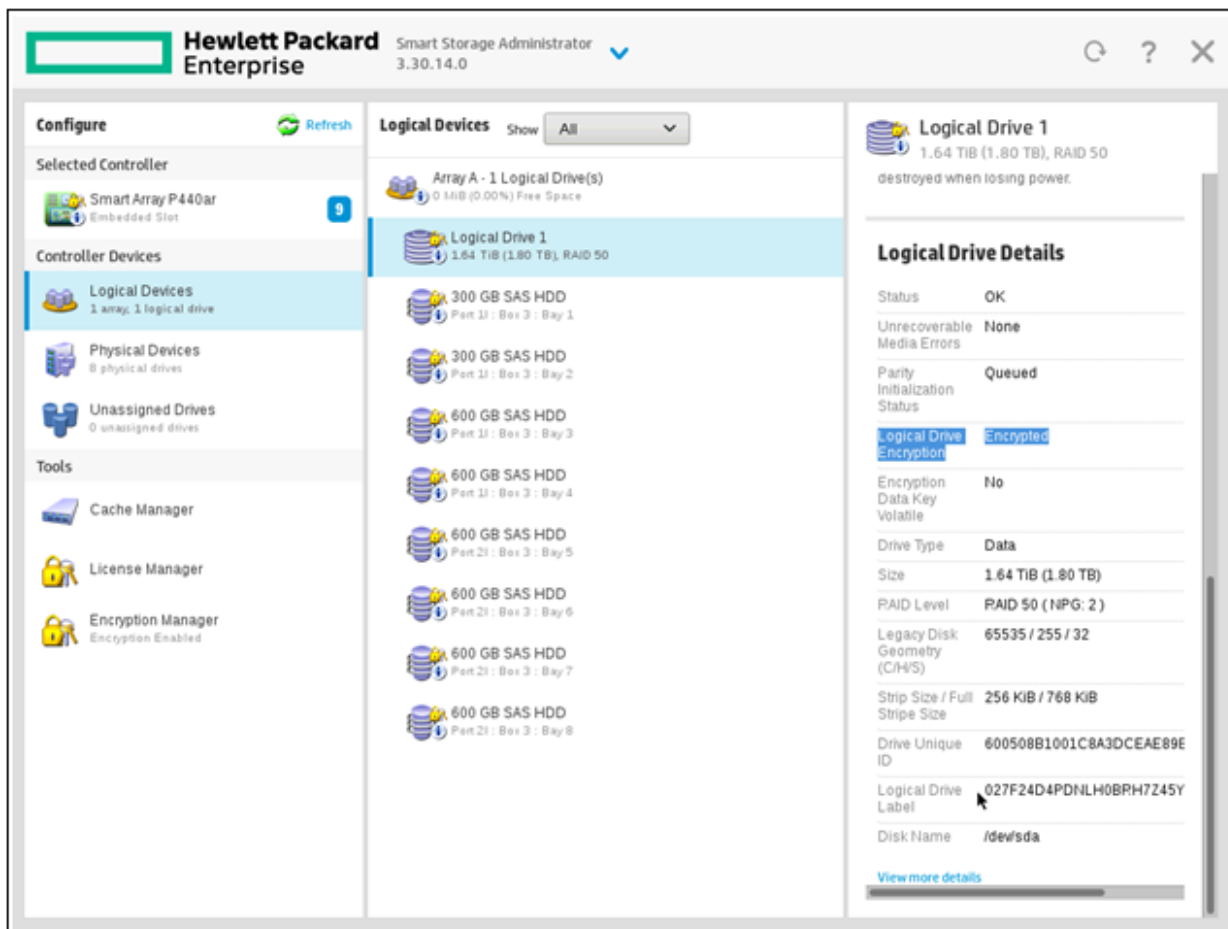 Hewlett Packard
Enterprise
Smart Storage Administrator
3.30.14.0
?
Configure
Refresh
Selected Controller
Smart Array P440ar
Embedded Slot
9
Controller Devices
Logical Devices
1 array, 1 logical drive
Physical Devices
8 physical drives
Unassigned Drives
0 unassigned drives
Tools
Cache Manager
License Manager
Encryption Manager
Encryption Enabled
Logical Devices Show All
Array A - 1 Logical Drive(s)
0 MiB (0.00%) Free Space
Logical Drive 1
1.64 TiB (1.80 TB), RAID 50
300 GB SAS HDD
Port 1I : Box 3 : Bay 1
300 GB SAS HDD
Port 1I : Box 3 : Bay 2
600 GB SAS HDD
Port 1I : Box 3 : Bay 3
600 GB SAS HDD
Port 1I : Box 3 : Bay 4
600 GB SAS HDD
Port 2I : Box 3 : Bay 5
600 GB SAS HDD
Port 2I : Box 3 : Bay 6
600 GB SAS HDD
Port 2I : Box 3 : Bay 7
600 GB SAS HDD
Port 2I : Box 3 : Bay 8
Logical Drive 1
1.64 TiB (1.80 TB), RAID 50
destroyed when losing power.
Logical Drive Details
Status OK
Unrecoverable None
Media Errors
Parity Queued
Initialization
Status
Logical Drive Encrypted
Encryption
Encryption No
Data Key
Volatile
Drive Type Data
Size 1.64 TiB (1.80 TB)
RAID Level RAID 50 ( NPG: 2 )
Legacy Disk 65535 / 255 / 32
Geometry
(C/H/S)
Strip Size / Full 256 KiB / 768 KiB
Stripe Size
Drive Unique 600508B1001C8A3DCEAE89E
ID
Logical Drive 027F24D4PDNLH0BRH7Z45Y
Label
Disk Name /dev/sda
View more details